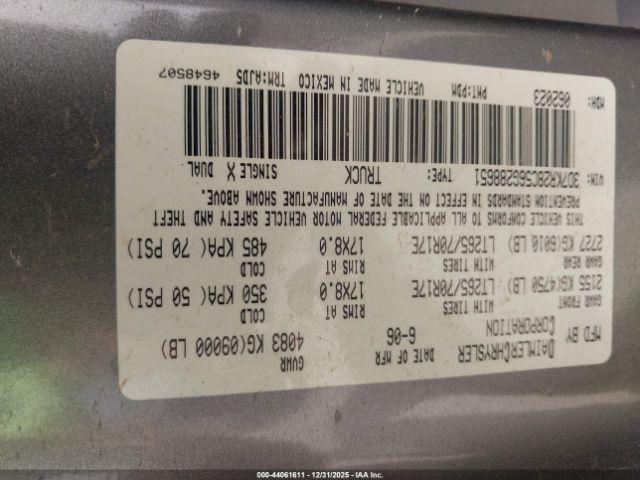 MFD BY DAIMLERCHRYSLER DATE OF MFR GVWR
CORPORATION 6-06 4083 KG(09000 LB)
GAWR FRONT WITH TIRES RIMS AT COLD
2155 KG(4750 LB) LT265/70R17E 17X8.0 350 KPA( 50 PSI)
GAWR REAR WITH TIRES RIMS AT COLD
2727 KG(6010 LB) LT265/70R17E 17X8.0 485 KPA( 70 PSI)
THIS VEHICLE CONFORMS TO ALL APPLICABLE FEDERAL MOTOR VEHICLE SAFETY AND THEFT
PREVENTION STANDARDS IN EFFECT ON THE DATE OF MANUFACTURE SHOWN ABOVE.
VIN: 3D7KR28C56G288651 TYPE: TRUCK SINGLE X DUAL
MDH: 062023 PNT:PDM VEHICLE MADE IN MEXICO TRM:AJD5 4648507
000-44061611 - 12/31/2025 - IAA Inc.